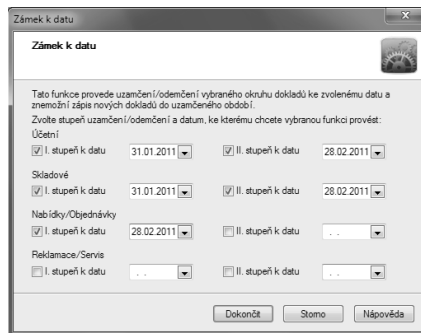 Zámek k datu
Zámek k datu
Tato funkce provede uzamčení/odemčení vybraného okruhu dokladů ke zvolenému datu a
znemožní zápis nových dokladů do uzamčeného období.
Zvolte stupeň uzamčení/odemčení a datum, ke kterému chcete vybranou funkci provést:
Účetní
I. stupeň k datu 31.01.2011 II. stupeň k datu 28.02.2011
Skladové
I. stupeň k datu 31.01.2011 II. stupeň k datu 28.02.2011
Nabídky/Objednávky
I. stupeň k datu 28.02.2011 II. stupeň k datu . .
Reklamace/Servis
I. stupeň k datu . . II. stupeň k datu . .
Dokončit Storno Nápověda